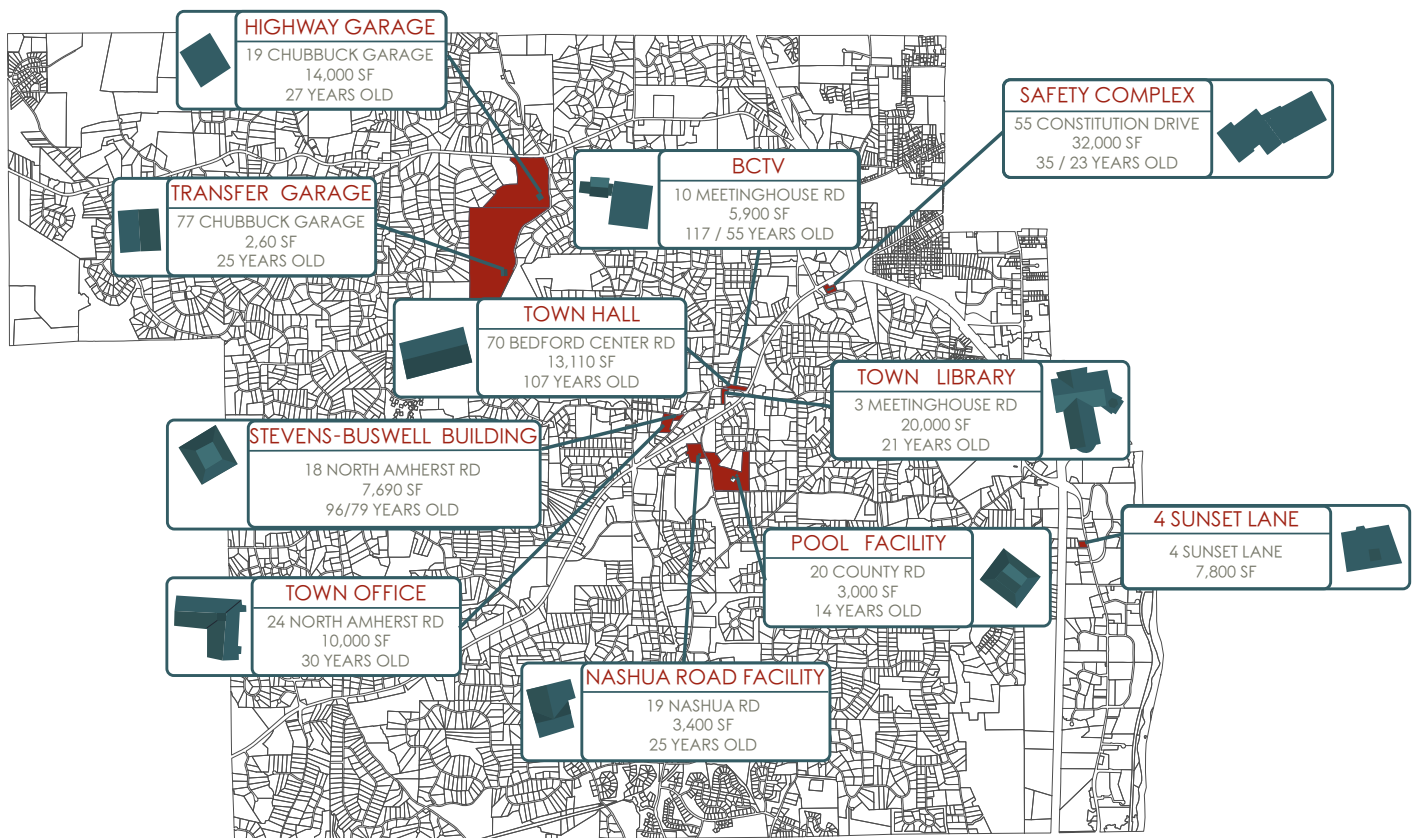 HIGHWAY GARAGE
19 CHUBBUCK GARAGE
14,000 SF
27 YEARS OLD
SAFETY COMPLEX
55 CONSTITUTION DRIVE
32,000 SF
35 / 23 YEARS OLD
BCTV
10 MEETINGHOUSE RD
5,900 SF
117 / 55 YEARS OLD
TRANSFER GARAGE
77 CHUBBUCK GARAGE
2,60 SF
25 YEARS OLD
TOWN HALL
70 BEDFORD CENTER RD
13,110 SF
107 YEARS OLD
TOWN LIBRARY
3 MEETINGHOUSE RD
20,000 SF
21 YEARS OLD
STEVENS-BUSWELL BUILDING
18 NORTH AMHERST RD
7,690 SF
96/79 YEARS OLD
4 SUNSET LANE
4 SUNSET LANE
7,800 SF
POOL FACILITY
20 COUNTY RD
3,000 SF
14 YEARS OLD
TOWN OFFICE
24 NORTH AMHERST RD
10,000 SF
30 YEARS OLD
NASHUA ROAD FACILITY
19 NASHUA RD
3,400 SF
25 YEARS OLD